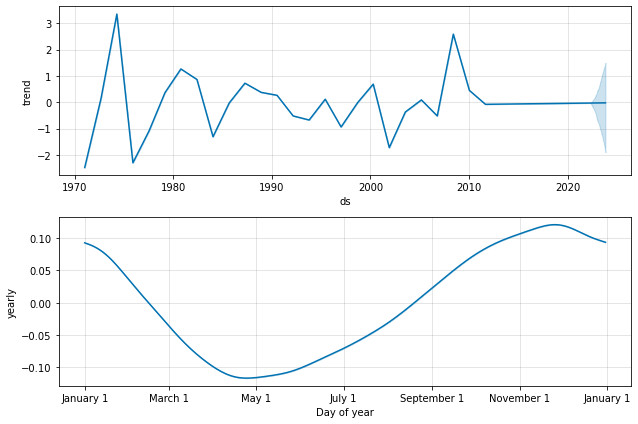 3
2
1
0
−1
−2
trend
1970 1980 1990 2000 2010 2020
ds
0.10
0.05
0.00
−0.05
−0.10
yearly
January 1 March 1 May 1 July 1 September 1 November 1 January 1
Day of year